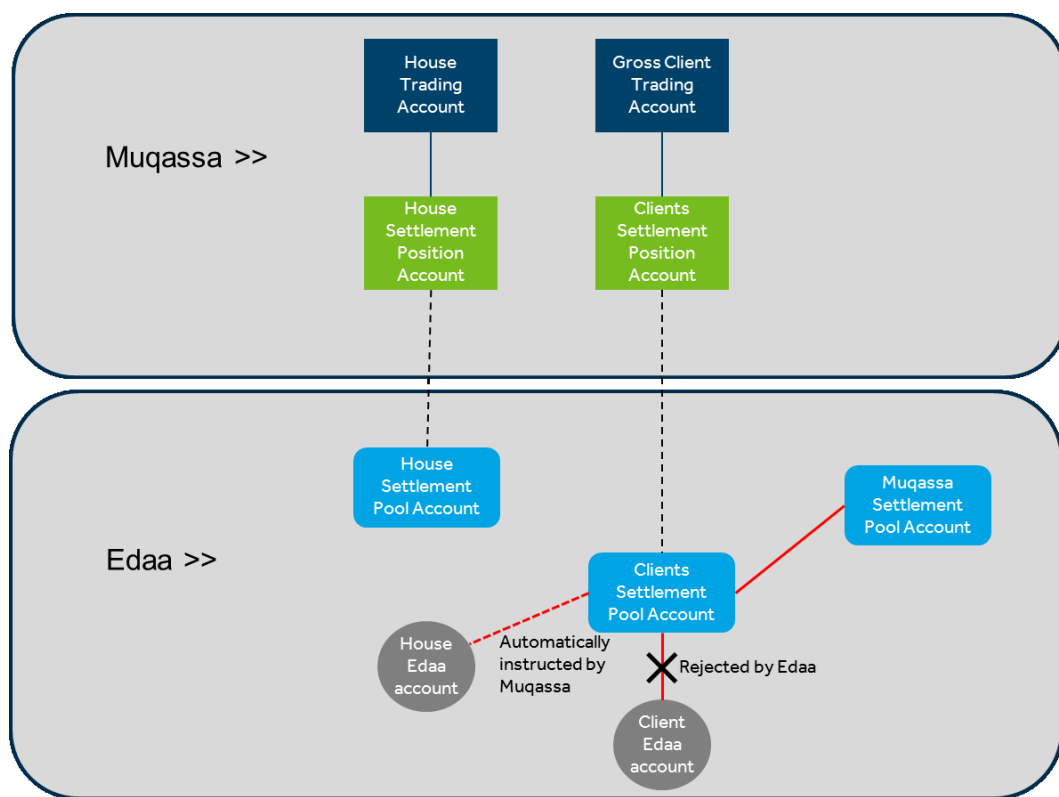 House
Trading
Account
Gross Client
Trading
Account
Muqassa >>
House
Settlement
Position
Account
Clients
Settlement
Position
Account
House
Settlement
Pool Account
Muqassa
Settlement
Pool Account
Edaa >>
Clients
Settlement
Pool Account
House
Edaa
account
Automatically
instructed by
Muqassa
Rejected by Edaa
Client
Edaa
account